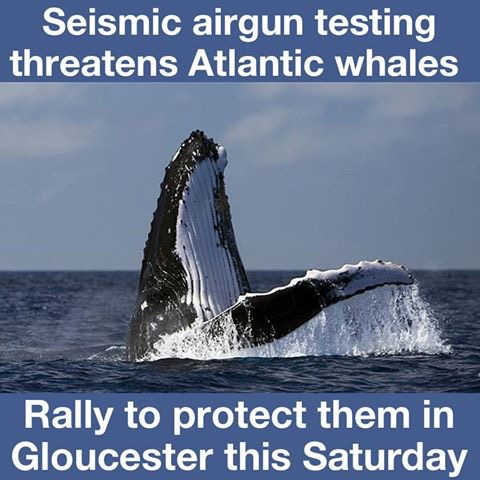 Seismic airgun testing
threatens Atlantic whales
Rally to protect them in
Gloucester this Saturday